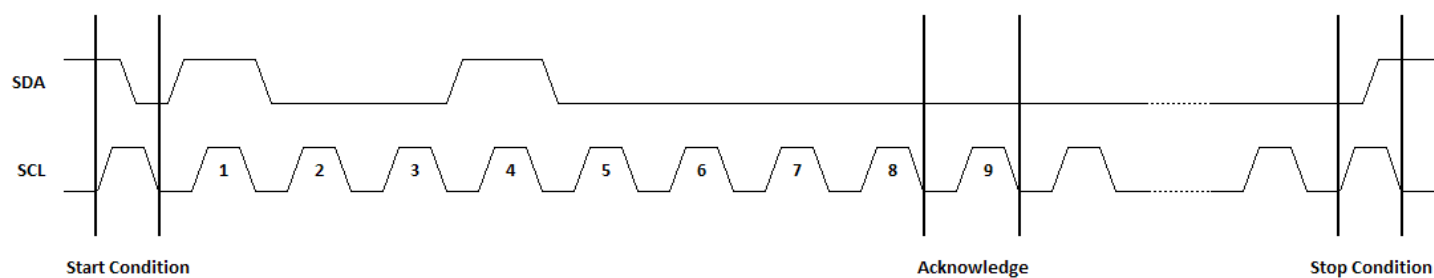 SDA
SCL 1 2 3 4 5 6 7 8 9
Start Condition Acknowledge Stop Condition